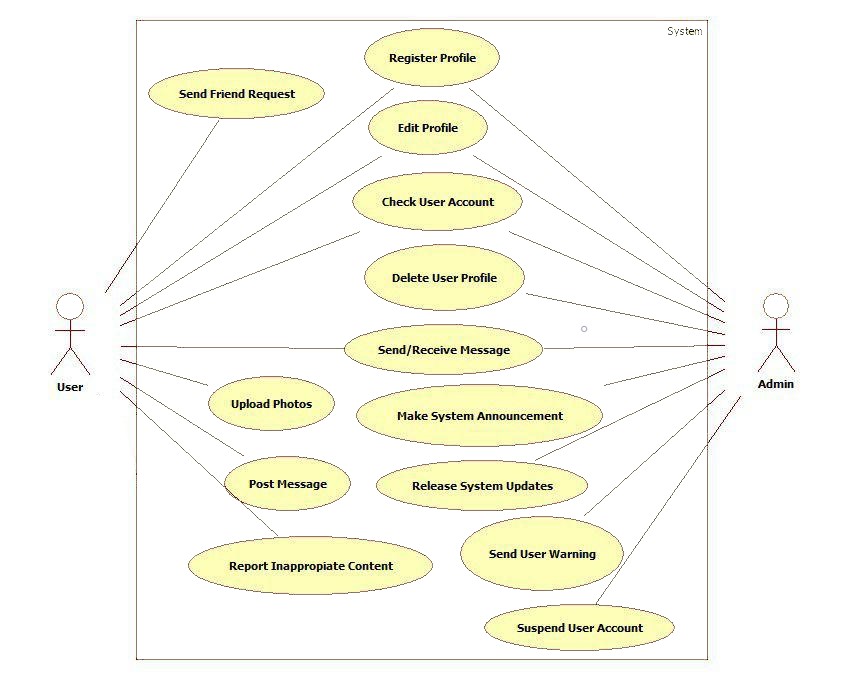 System
Register Profile
Send Friend Request
Edit Profile
Check User Account
Delete User Profile
Send/Receive Message
User
Admin
Upload Photos
Make System Announcement
Post Message
Release System Updates
Send User Warning
Report Inappropiate Content
Suspend User Account